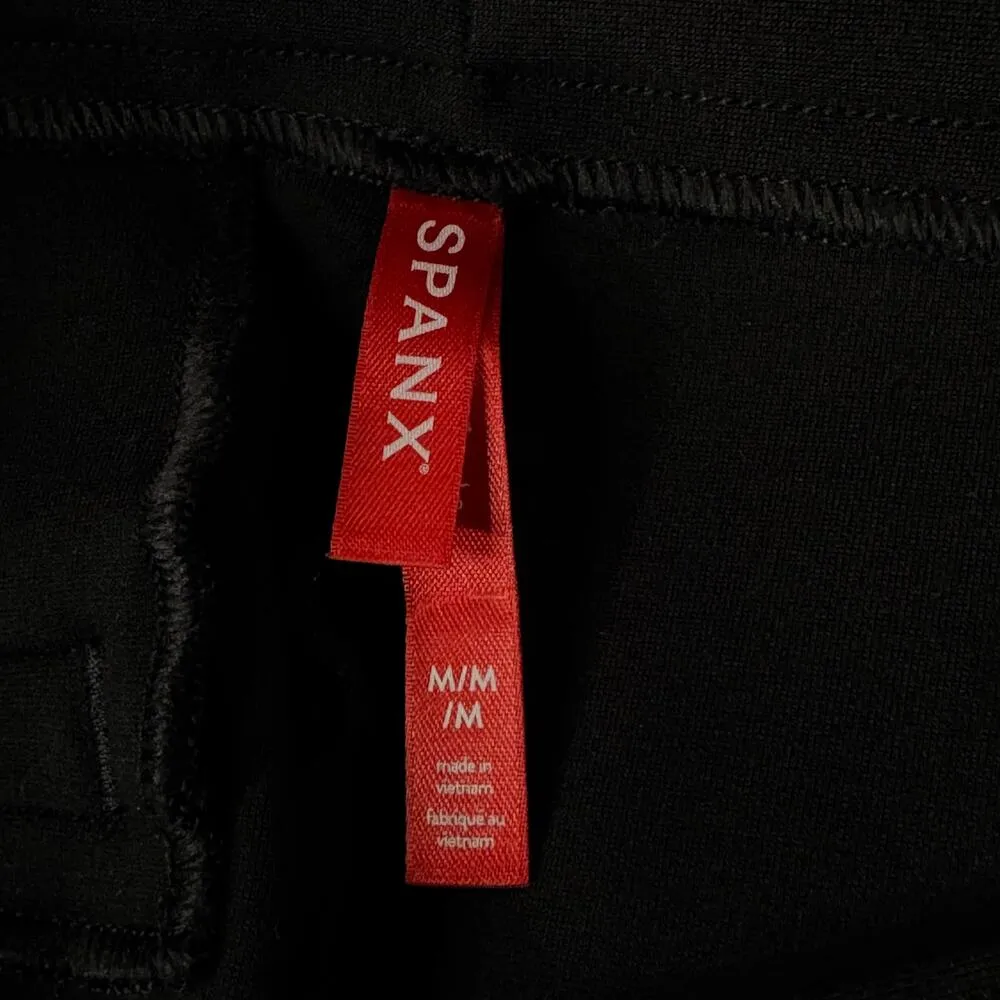 SPANX®
M/M
/M
made in
vietnam
fabriqué au
vietnam